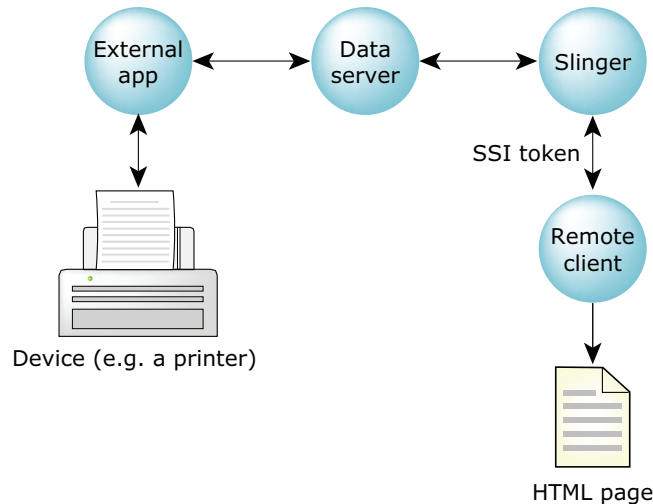 External
app
Data
server
Slinger
SSI token
Remote
client
Device (e.g. a printer)
HTML page